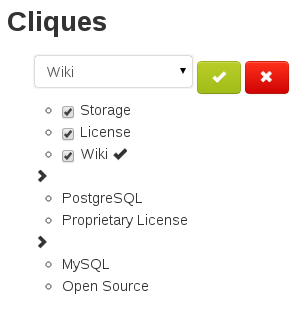 Cliques
Wiki
Storage
License
Wiki
PostgreSQL
Proprietary License
MySQL
Open Source